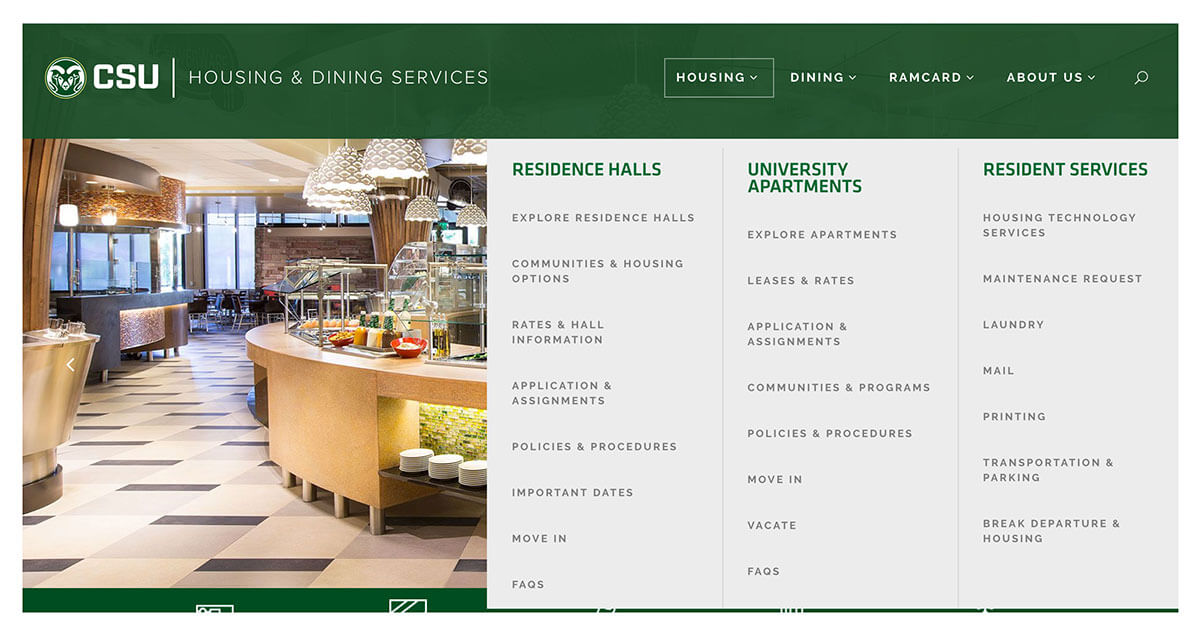 CSU
HOUSING & DINING SERVICES
HOUSING
DINING
RAMCARD
ABOUT US
RESIDENCE HALLS
EXPLORE RESIDENCE HALLS
COMMUNITIES & HOUSING
OPTIONS
RATES & HALL
INFORMATION
APPLICATION &
ASSIGNMENTS
POLICIES & PROCEDURES
IMPORTANT DATES
MOVE IN
FAQS
UNIVERSITY
APARTMENTS
EXPLORE APARTMENTS
LEASES & RATES
APPLICATION &
ASSIGNMENTS
COMMUNITIES & PROGRAMS
POLICIES & PROCEDURES
MOVE IN
VACATE
FAQS
RESIDENT SERVICES
HOUSING TECHNOLOGY
SERVICES
MAINTENANCE REQUEST
LAUNDRY
MAIL
PRINTING
TRANSPORTATION &
PARKING
BREAK DEPARTURE &
HOUSING